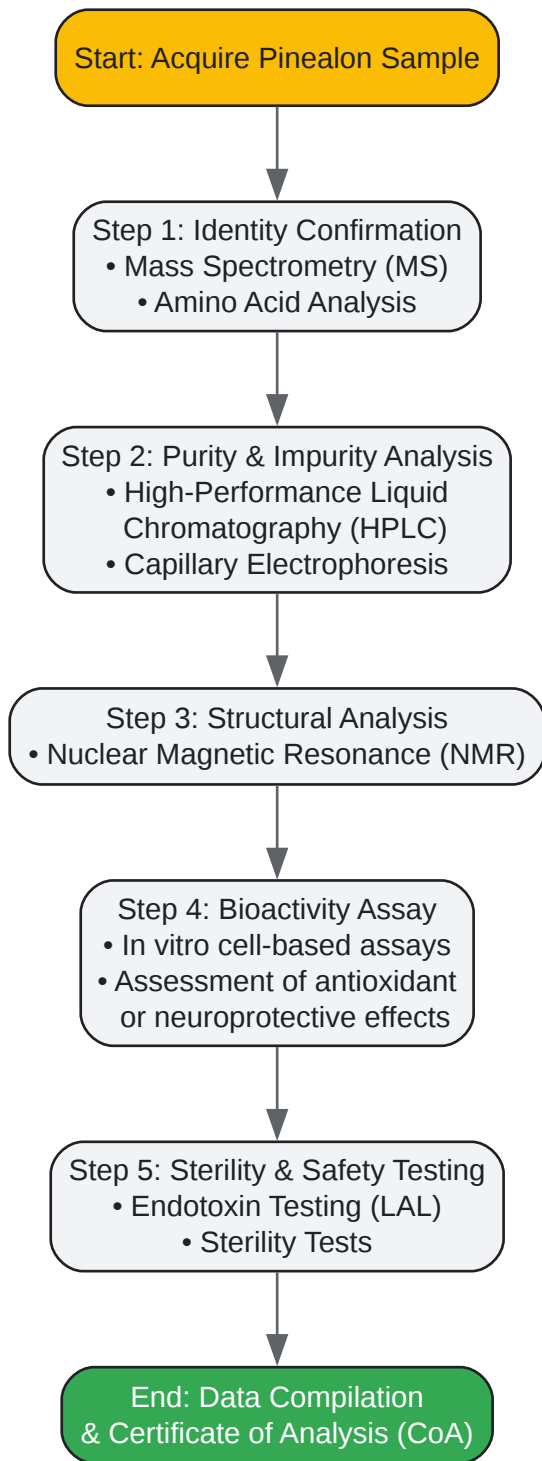 Start: Acquire Pinealon Sample
Step 1: Identity Confirmation
• Mass Spectrometry (MS)
• Amino Acid Analysis
Step 2: Purity & Impurity Analysis
• High-Performance Liquid
Chromatography (HPLC)
• Capillary Electrophoresis
Step 3: Structural Analysis
• Nuclear Magnetic Resonance (NMR)
Step 4: Bioactivity Assay
• In vitro cell-based assays
• Assessment of antioxidant
or neuroprotective effects
Step 5: Sterility & Safety Testing
• Endotoxin Testing (LAL)
• Sterility Tests
End: Data Compilation
& Certificate of Analysis (CoA)